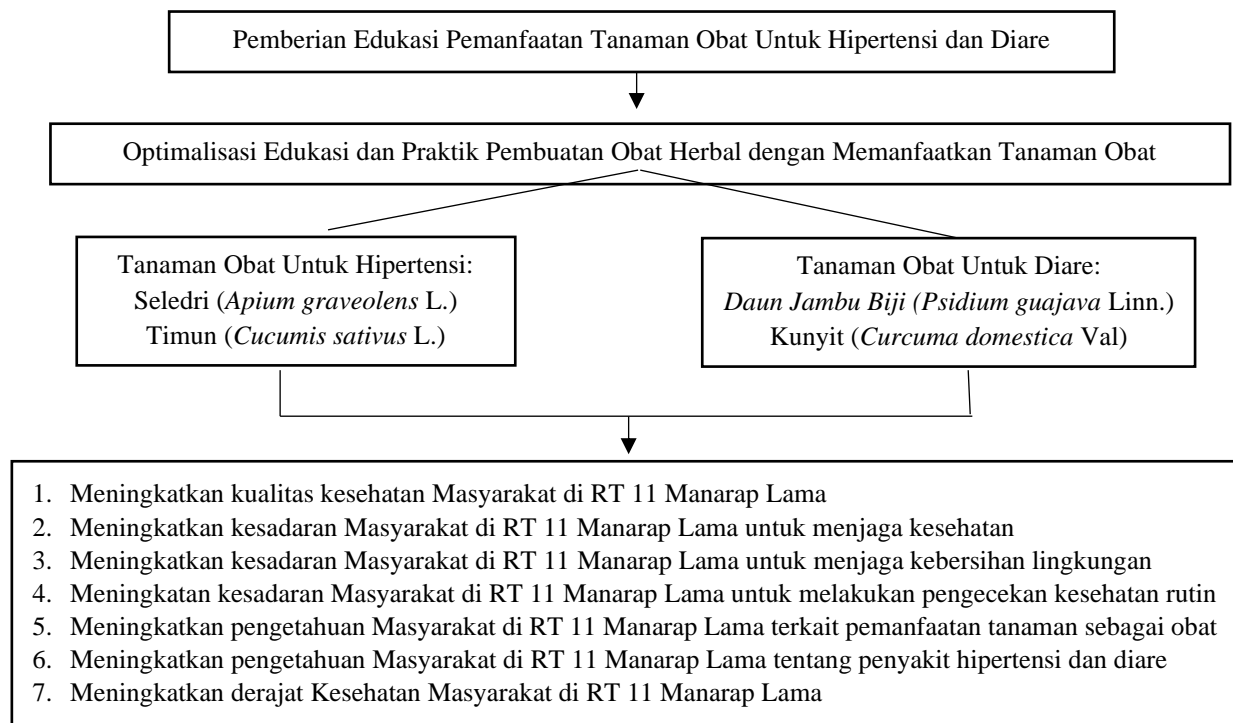 Pemberian Edukasi Pemanfaatan Tanaman Obat Untuk Hipertensi dan Diare
Optimalisasi Edukasi dan Praktik Pembuatan Obat Herbal dengan Memanfaatkan Tanaman Obat
Tanaman Obat Untuk Hipertensi:
Seledri (Apium graveolens L.)
Timun (Cucumis sativus L.)
Tanaman Obat Untuk Diare:
Daun Jambu Biji (Psidium guajava Linn.)
Kunyit (Curcuma domestica Val)
1. Meningkatkan kualitas kesehatan Masyarakat di RT 11 Manarap Lama
2. Meningkatkan kesadaran Masyarakat di RT 11 Manarap Lama untuk menjaga kesehatan
3. Meningkatkan kesadaran Masyarakat di RT 11 Manarap Lama untuk menjaga kebersihan lingkungan
4. Meningkatan kesadaran Masyarakat di RT 11 Manarap Lama untuk melakukan pengecekan kesehatan rutin
5. Meningkatkan pengetahuan Masyarakat di RT 11 Manarap Lama terkait pemanfaatan tanaman sebagai obat
6. Meningkatkan pengetahuan Masyarakat di RT 11 Manarap Lama tentang penyakit hipertensi dan diare
7. Meningkatkan derajat Kesehatan Masyarakat di RT 11 Manarap Lama